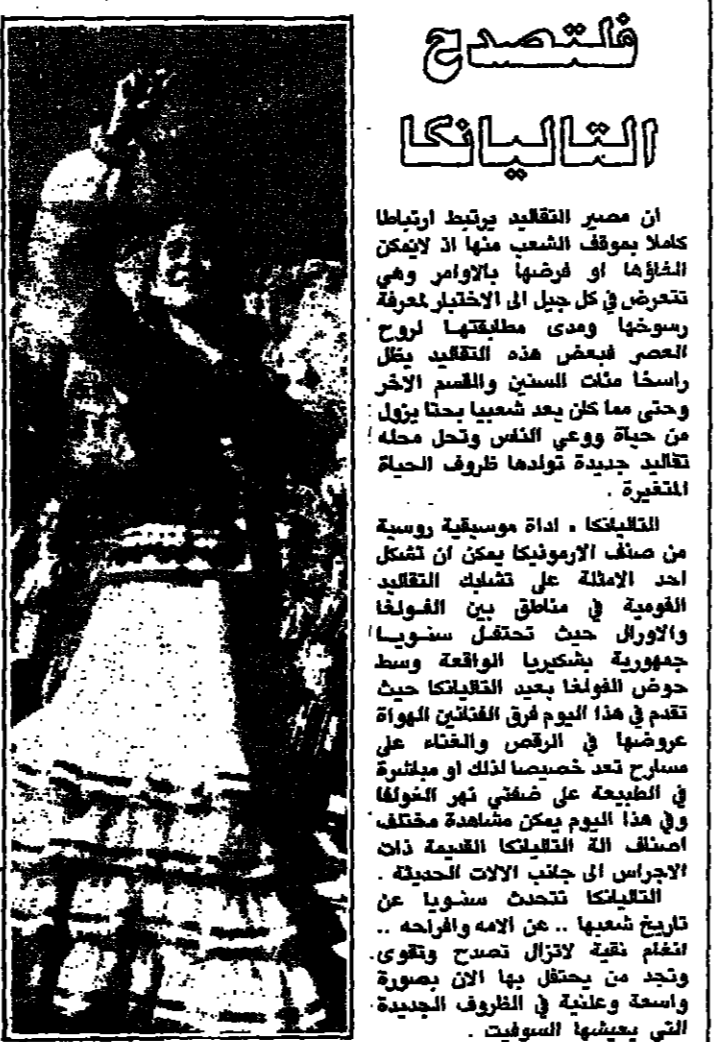 فلتصدح
التاليانكا
ان مصير التقاليد يرتبط ارتباطا
كاملا بموقف الشعب منها اذ لايمكن
الغاؤها او فرضها بالاوامر وهي
تتعرض في كل جيل الى الاختبار لمعرفة
رسوخها ومدى مطابقتها لروح
العصر فبعض هذه التقاليد يظل
راسخا مئات السنين والقسم الاخر
وحتى مما كان يعد شعبيا بحتا يزول
من حياة ووعي الناس وتحل محله
تقاليد جديدة تولدها ظروف الحياة
المتغيرة .
التاليانكا ، اداة موسيقية روسية
من صنف الارمونيكا يمكن ان تشكل
احد الامثلة على تشابك التقاليد
القومية في مناطق بين الفولغا
والاورال حيث تحتفل سنويا
جمهورية بشكيريا الواقعة وسط
حوض الفولغا بعيد التاليانكا حيث
تقدم في هذا اليوم فرق الفنانين الهواة
عروضها في الرقص والغناء على
مسارح تعد خصيصا لذلك او مباشرة
في الطبيعة على ضفتي نهر الفولغا
وفي هذا اليوم يمكن مشاهدة مختلف
اصناف الة التاليانكا القديمة ذات
الاجراس الى جانب الالات الحديثة .
التاليانكا تتحدث سنويا عن
تاريخ شعبها .. عن الامه وافراحه ..
انغام نقية لاتزال تصدح وتقوى
وتجد من يحتفل بها الان بصورة
واسعة وعلنية في الظروف الجديدة
التي يعيشها السوفيت .